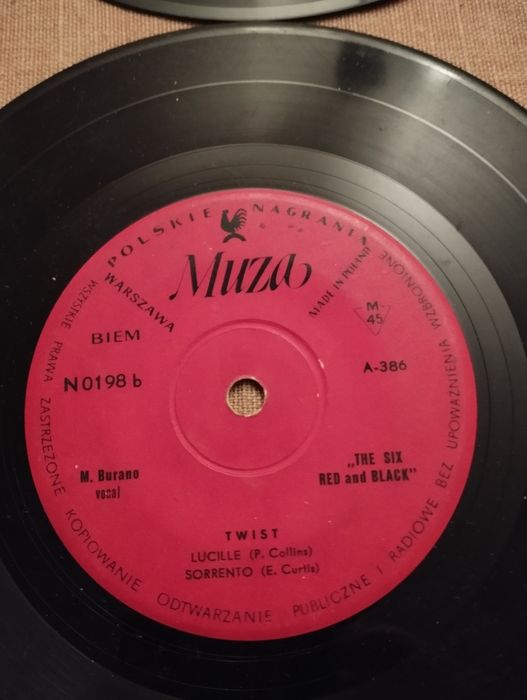 POLSKIE NAGRANIA
WARSZAWA
Muza
MADE IN POLAND
BIEM
M-45
N 0198 b
A-386
M. Burano
vocal
„THE SIX
RED and BLACK”
TWIST
LUCILLE (P. Collins)
SORRENTO (E. Curtis)
WSZYSTKIE PRAWA ZASTRZEŻONE KOPIOWANIE ODTWARZANIE PUBLICZNE I RADIOWE BEZ UPOWAŻNIENIA WZBRONIONE